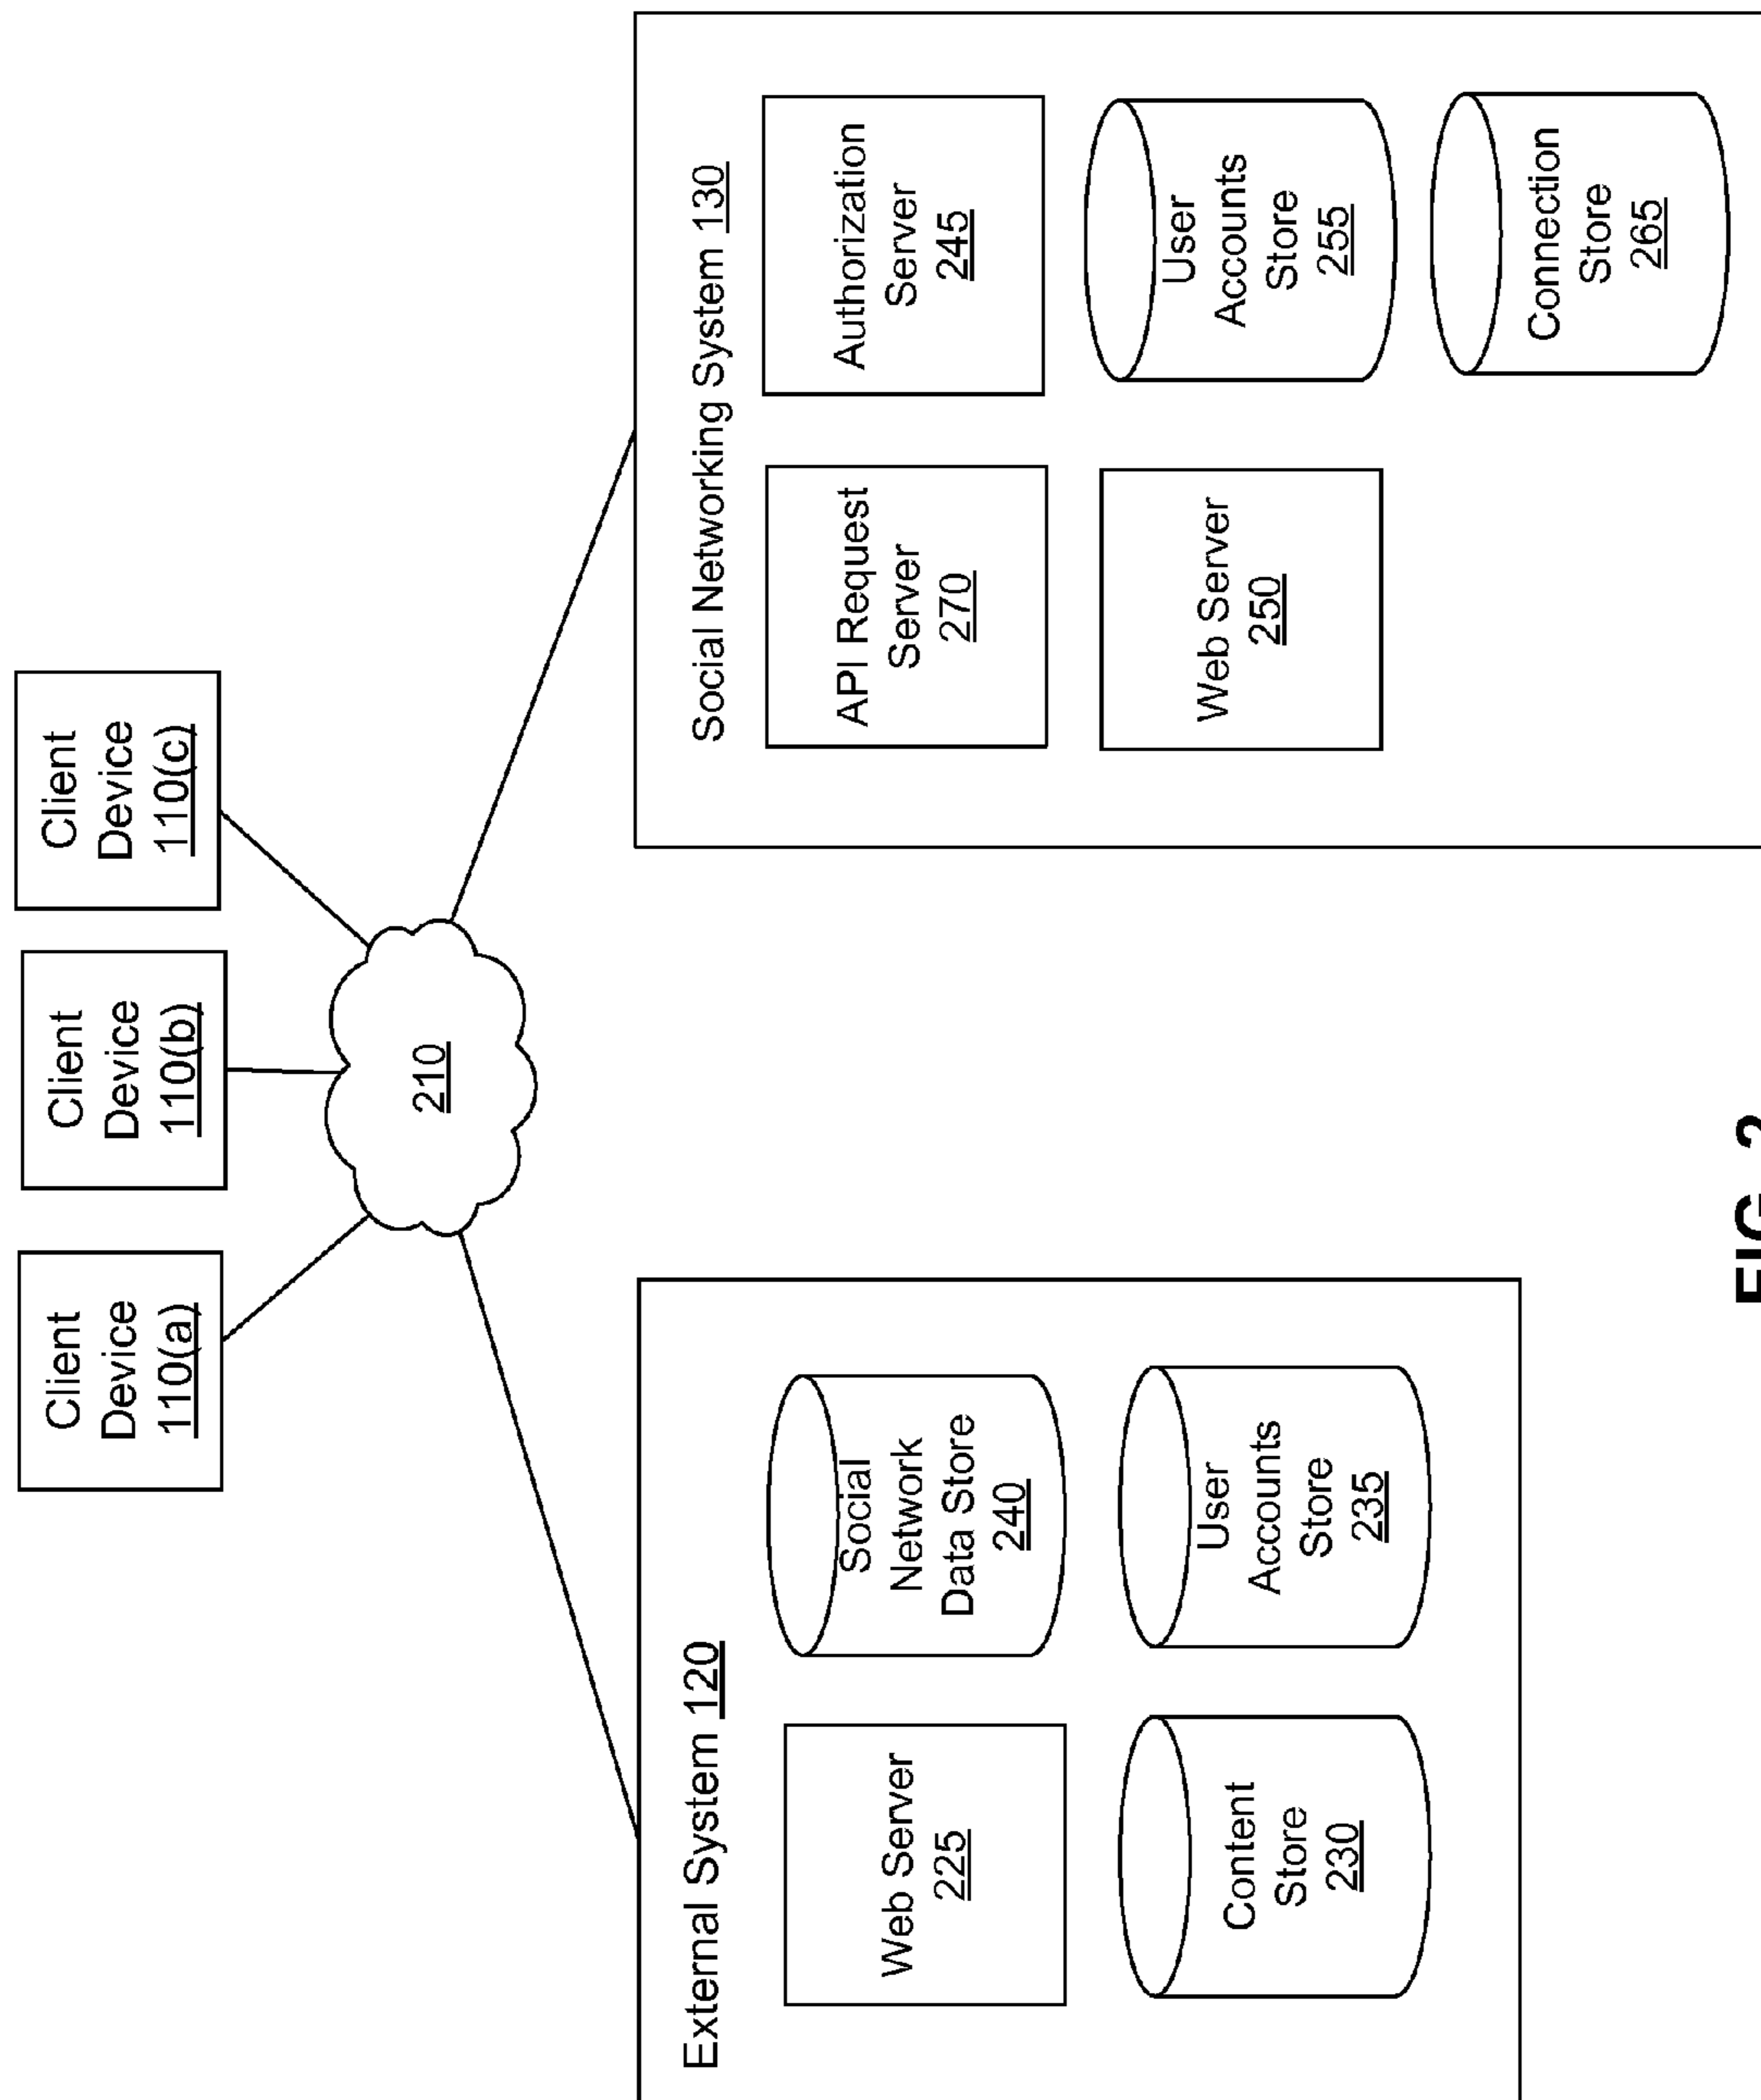 Client
Device
110(a)
Client
Device
110(b)
Client
Device
110(c)
210
External System 120
Web Server
225
Social
Network
Data Store
240
Content
Store
230
User
Accounts
Store
235
Social Networking System 130
API Request
Server
270
Authorization
Server
245
Web Server
250
User
Accounts
Store
255
Connection
Store
265
FIG. 2